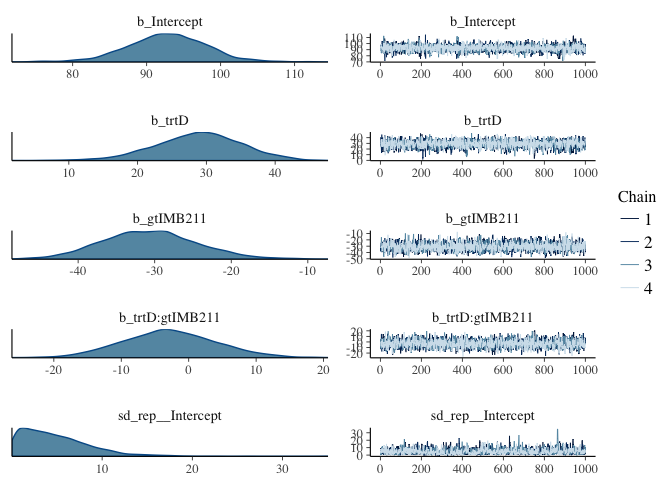 b_Intercept
80 90 100 110
b_Intercept
110
100
90
80
70
0 200 400 600 800 1000
b_trtD
10 20 30 40
b_trtD
40
30
20
10
0
0 200 400 600 800 1000
b_gtIMB211
-40 -30 -20 -10
b_gtIMB211
-10
-20
-30
-40
-50
0 200 400 600 800 1000
b_trtD:gtIMB211
-20 -10 0 10 20
b_trtD:gtIMB211
20
10
0
-10
-20
0 200 400 600 800 1000
sd_rep__Intercept
10 20 30
sd_rep__Intercept
30
20
10
0
0 200 400 600 800 1000
Chain
1
2
3
4